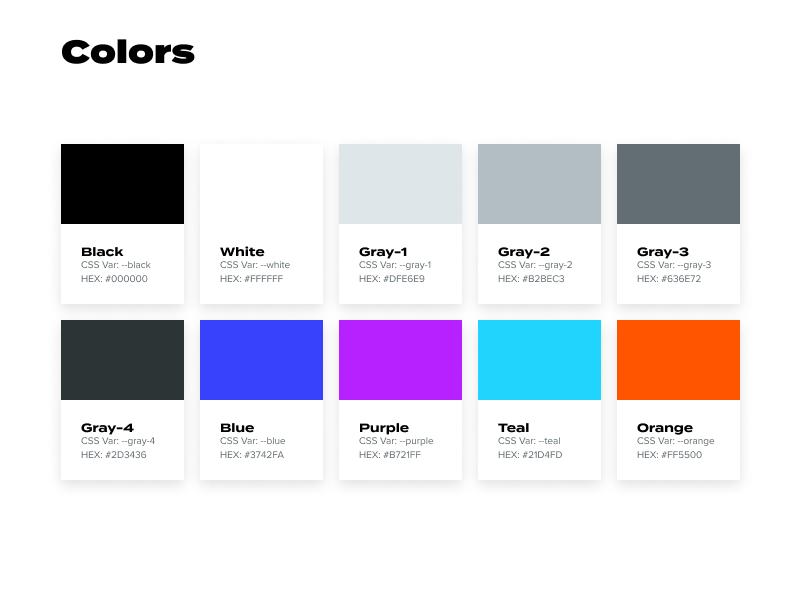 Colors
Black
CSS Var: --black
HEX: #000000
White
CSS Var: --white
HEX: #FFFFFF
Gray-1
CSS Var: --gray-1
HEX: #DFE6E9
Gray-2
CSS Var: --gray-2
HEX: #B2BEC3
Gray-3
CSS Var: --gray-3
HEX: #636E72
Gray-4
CSS Var: --gray-4
HEX: #2D3436
Blue
CSS Var: --blue
HEX: #3742FA
Purple
CSS Var: --purple
HEX: #B721FF
Teal
CSS Var: --teal
HEX: #21D4FD
Orange
CSS Var: --orange
HEX: #FF5500